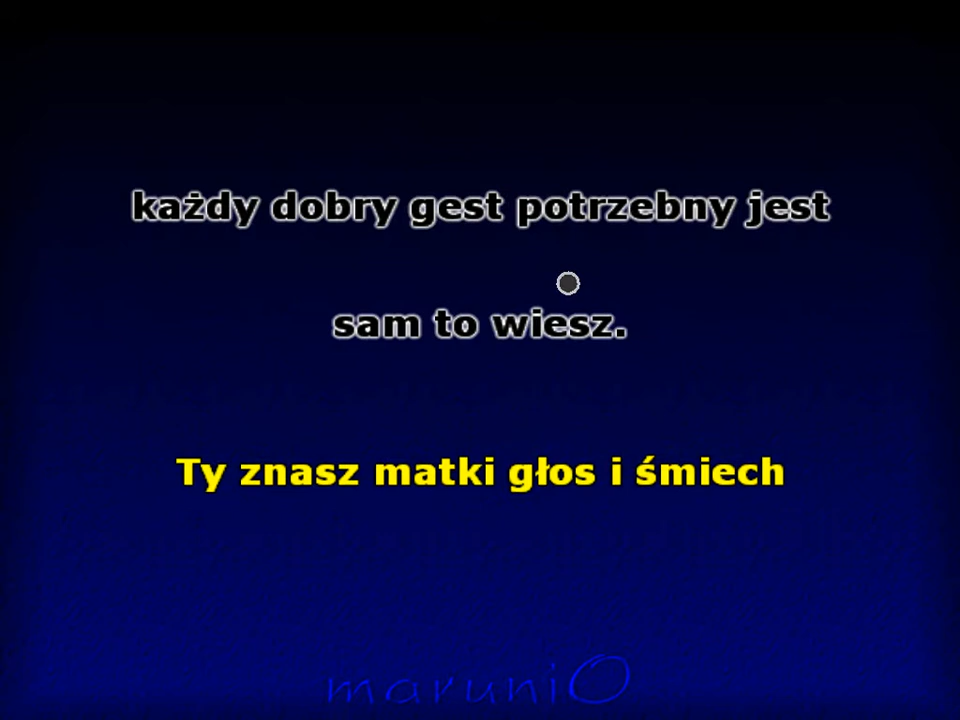 każdy dobry gest potrzebny jest
sam to wiesz.
Ty znasz matki głos i śmiech
maruniO